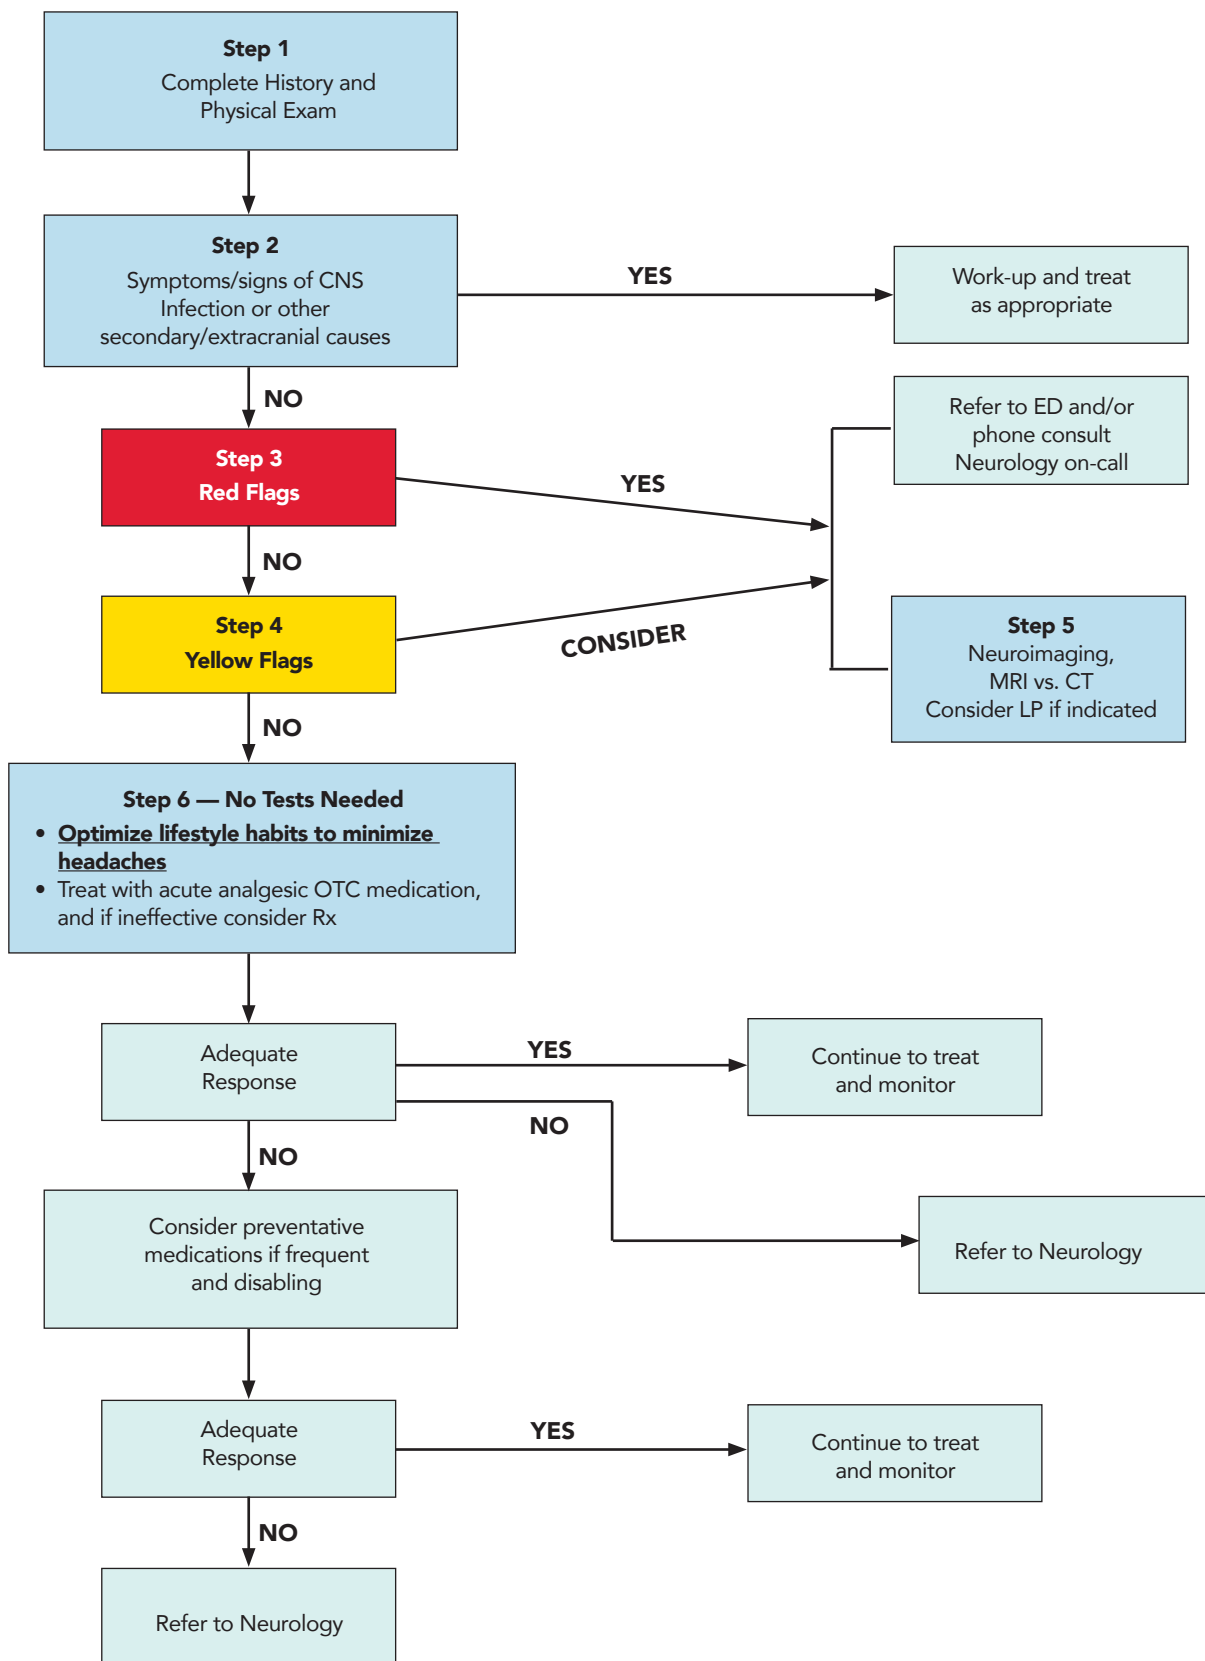 Step 1
Complete History and
Physical Exam
Step 2
Symptoms/signs of CNS
Infection or other
secondary/extracranial causes
YES
Work-up and treat
as appropriate
NO
Step 3
Red Flags
YES
Refer to ED and/or
phone consult
Neurology on-call
NO
Step 4
Yellow Flags
CONSIDER
Step 5
Neuroimaging,
MRI vs. CT
Consider LP if indicated
NO
Step 6 — No Tests Needed
• Optimize lifestyle habits to minimize
headaches
• Treat with acute analgesic OTC medication,
and if ineffective consider Rx
Adequate
Response
YES
Continue to treat
and monitor
NO
Refer to Neurology
NO
Consider preventative
medications if frequent
and disabling
Adequate
Response
YES
Continue to treat
and monitor
NO
Refer to Neurology